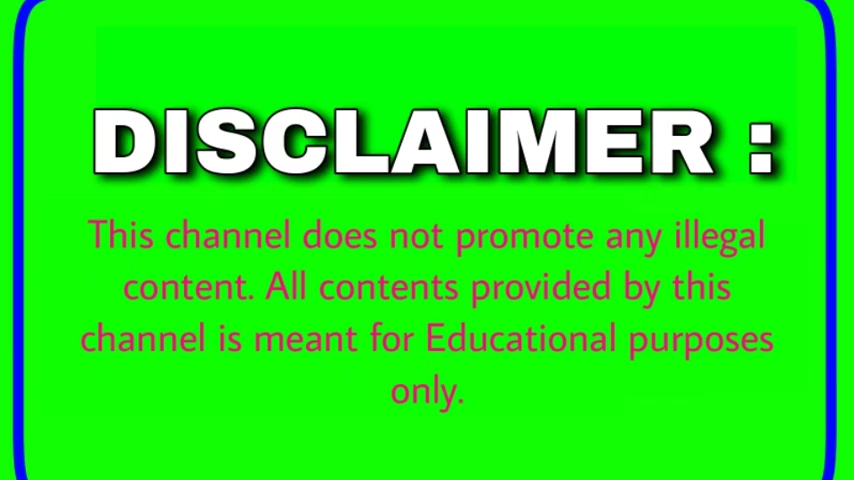 DISCLAIMER :
This channel does not promote any illegal
content. All contents provided by this
channel is meant for Educational purposes
only.